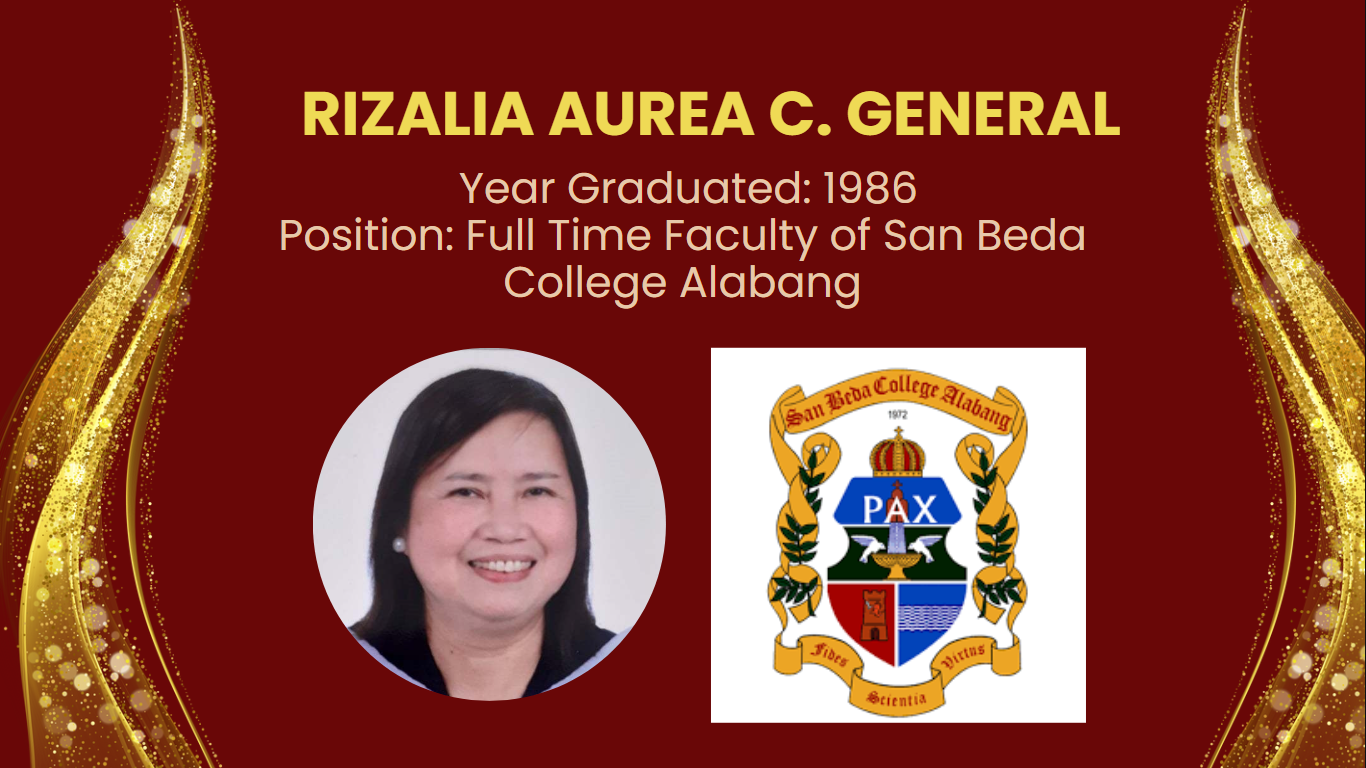 RIZALIA AUREA C. GENERAL
Year Graduated: 1986
Position: Full Time Faculty of San Beda
College Alabang
San Beda College Alabang
1972
PAX
Fides
Scientia
Virtus